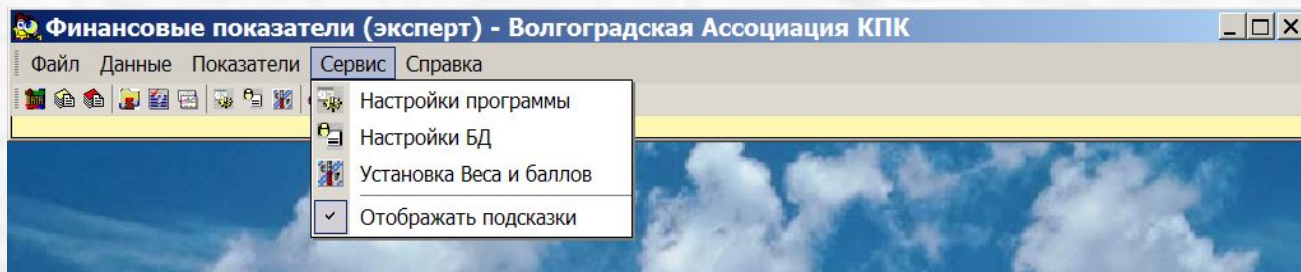 Финансовые показатели (эксперт) - Волгоградская Ассоциация КПК
Файл Данные Показатели Сервис Справка
Настройки программы
Настройки БД
Установка Веса и баллов
Отображать подсказки